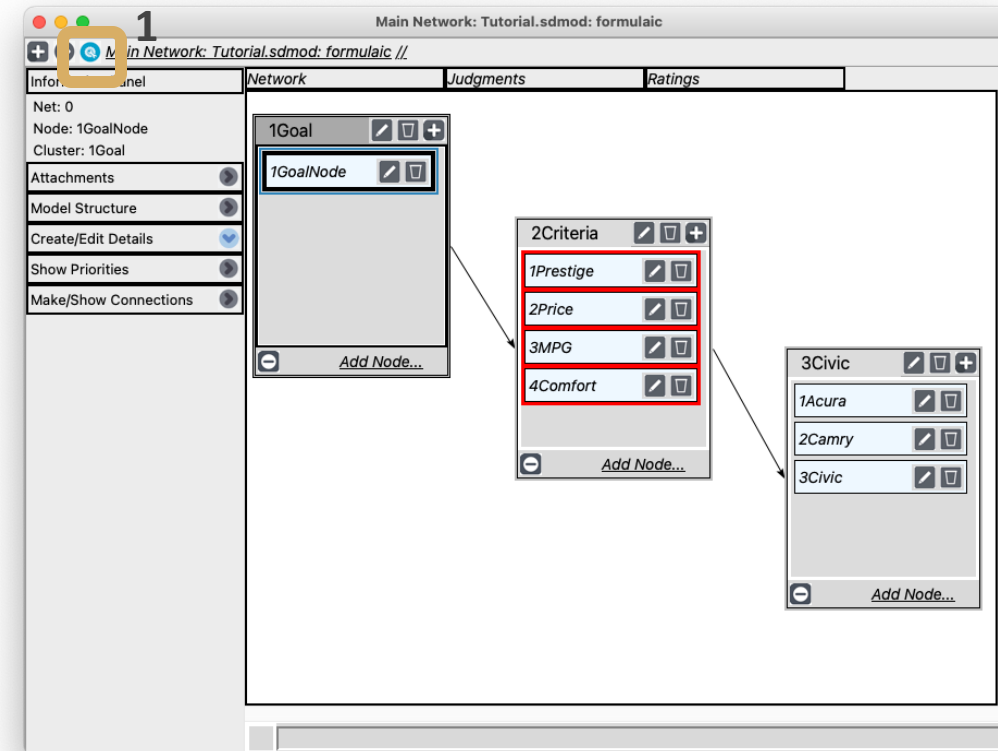 Main Network: Tutorial.sdmod: formulaic
1
Main Network: Tutorial.sdmod: formulaic //
Network
Judgments
Ratings
Net: 0
Node: 1GoalNode
Cluster: 1Goal
Attachments
Model Structure
Create/Edit Details
Show Priorities
Make/Show Connections
1Goal
1GoalNode
Add Node...
2Criteria
1Prestige
2Price
3MPG
4Comfort
Add Node...
3Civic
1Acura
2Camry
3Civic
Add Node...